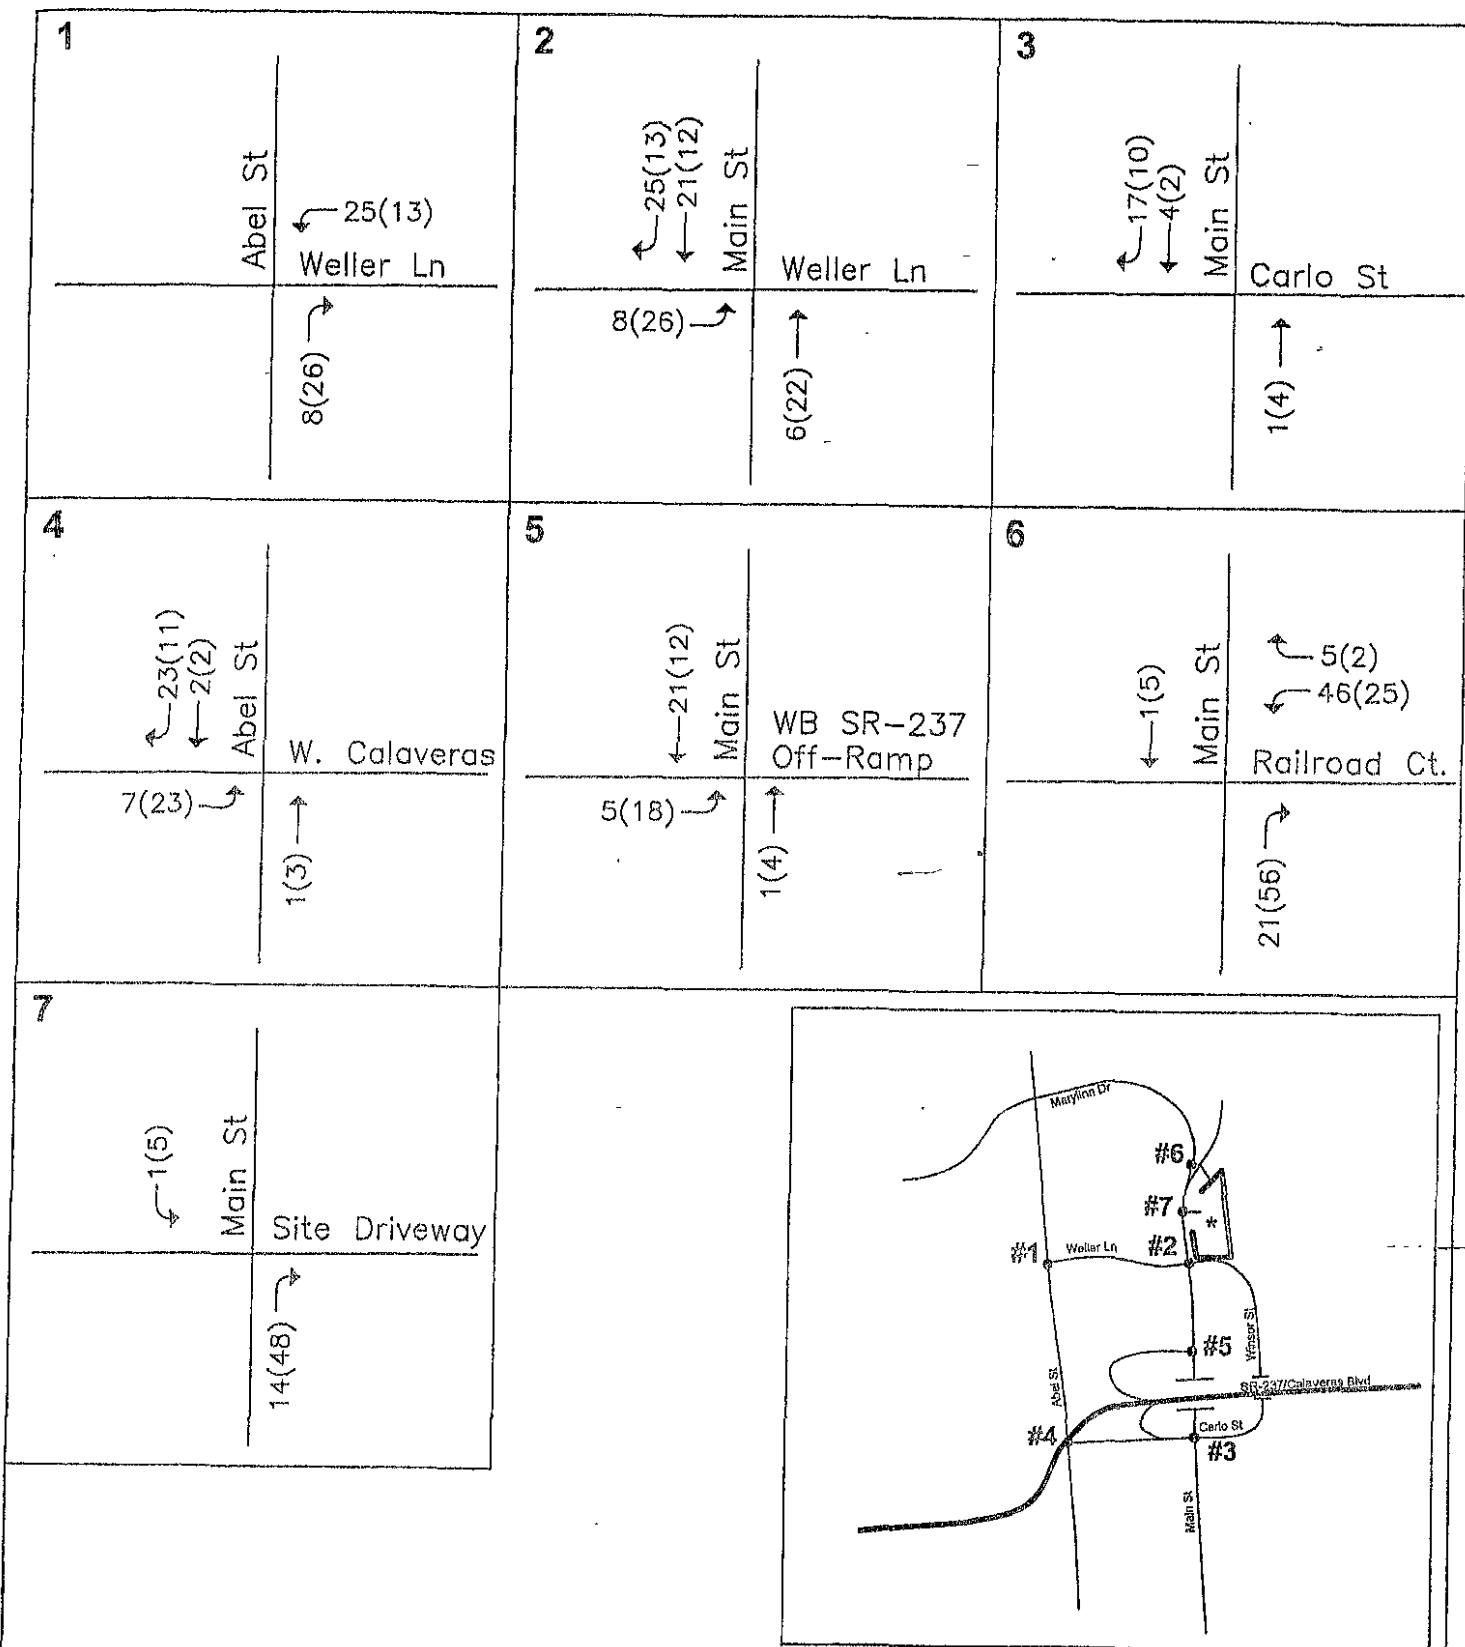 1
Abel St
25(13)
Weller Ln
8(26)
2
25(13)
21(12)
Main St
Weller Ln
8(26)
6(22)
3
17(10)
4(2)
Main St
Carlo St
1(4)
4
23(11)
2(2)
Abel St
W. Calaveras
7(23)
1(3)
5
21(12)
Main St
WB SR-237
Off-Ramp
5(18)
1(4)
6
1(5)
Main St
5(2)
46(25)
Railroad Ct.
21(56)
7
1(5)
Main St
Site Driveway
14(48)
Marylinn Dr
#6
#7
*
#1
Weller Ln
#2
Winsor St
#5
Abel St
SR-237/Calaveras Blvd
#4
Carlo St
#3
Main St